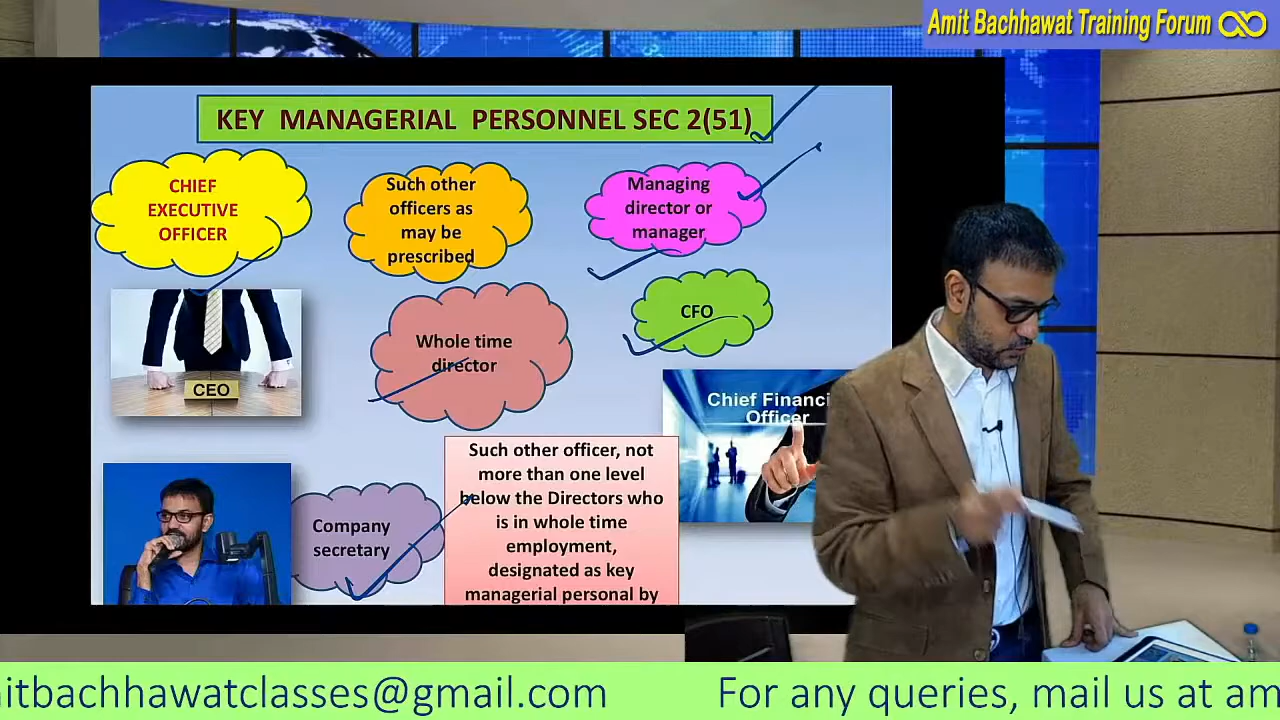 Amit Bachhawat Training Forum
KEY MANAGERIAL PERSONNEL SEC 2(51)
CHIEF
EXECUTIVE
OFFICER
Such other
officers as
may be
prescribed
Managing
director or
manager
CFO
Whole time
director
CEO
Chief Financi
Officer
Such other officer, not
more than one level
below the Directors who
is in whole time
employment,
designated as key
managerial personal by
Company
secretary
itbachhawatclasses@gmail.com For any queries, mail us at am